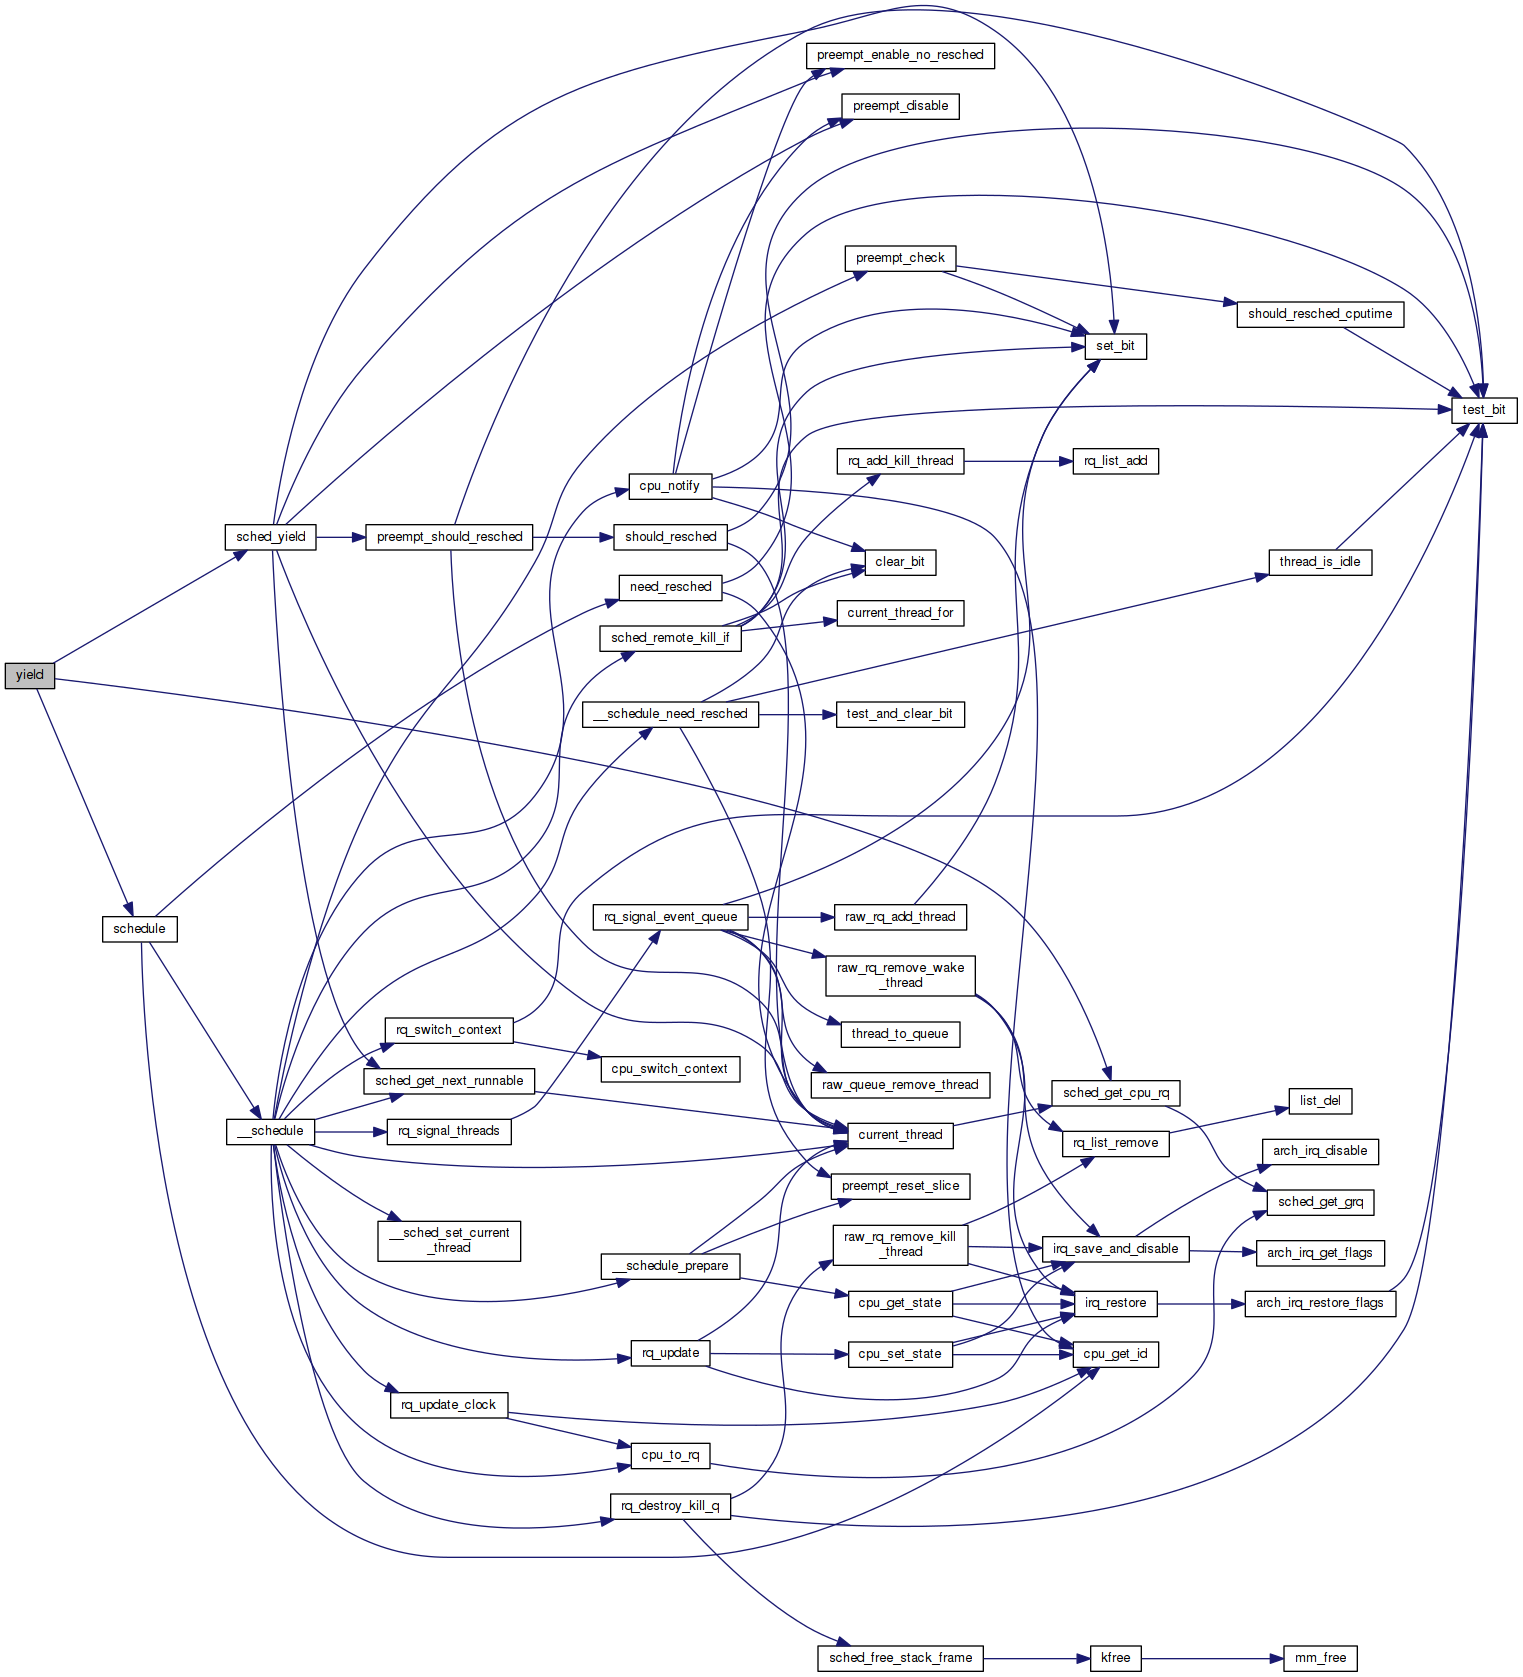 preempt_enable_no_resched
preempt_disable
preempt_check
should_resched_cputime
set_bit
test_bit
rq_add_kill_thread
rq_list_add
cpu_notify
sched_yield
preempt_should_resched
should_resched
clear_bit
thread_is_idle
need_resched
current_thread_for
sched_remote_kill_if
yield
__schedule_need_resched
test_and_clear_bit
schedule
rq_signal_event_queue
raw_rq_add_thread
raw_rq_remove_wake
_thread
rq_switch_context
thread_to_queue
cpu_switch_context
sched_get_next_runnable
raw_queue_remove_thread
sched_get_cpu_rq
list_del
__schedule
rq_signal_threads
current_thread
rq_list_remove
arch_irq_disable
preempt_reset_slice
sched_get_grq
__sched_set_current
_thread
raw_rq_remove_kill
_thread
irq_save_and_disable
arch_irq_get_flags
__schedule_prepare
cpu_get_state
irq_restore
arch_irq_restore_flags
rq_update
cpu_set_state
cpu_get_id
rq_update_clock
cpu_to_rq
rq_destroy_kill_q
sched_free_stack_frame
kfree
mm_free